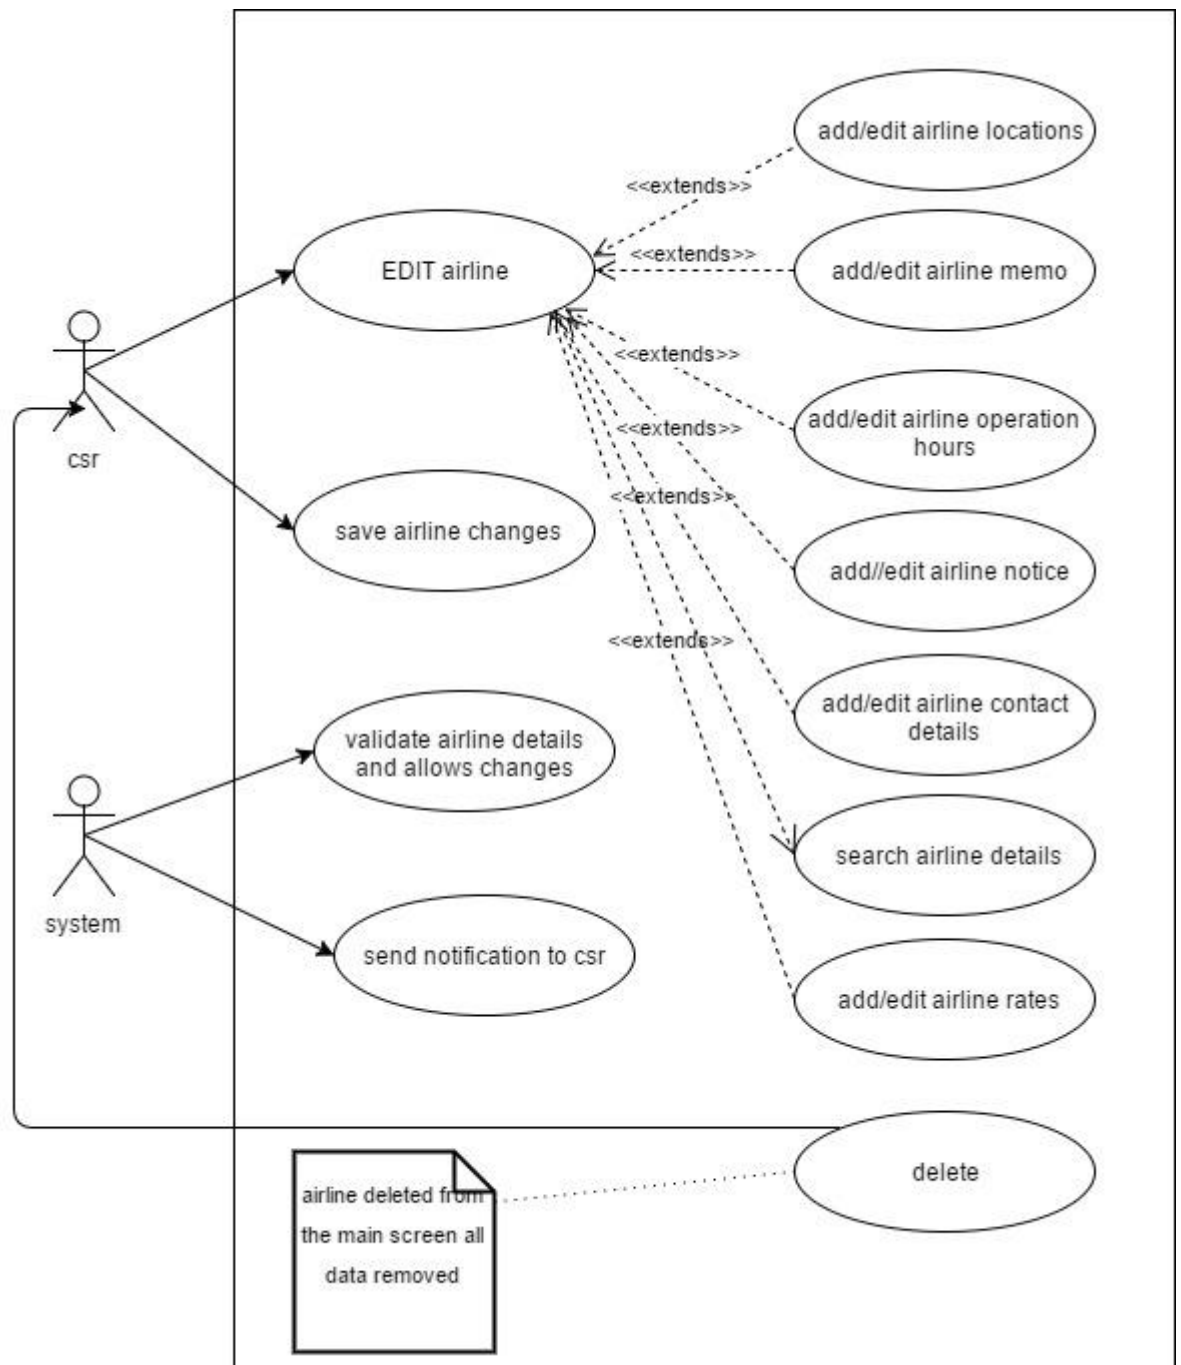 add/edit airline locations
<<extends>>
EDIT airline
<<extends>>
add/edit airline memo
<<extends>>
add/edit airline operation
hours
<<extends>>
csr
<<extends>>
save airline changes
add//edit airline notice
<<extends>>
add/edit airline contact
details
validate airline details
and allows changes
search airline details
system
send notification to csr
add/edit airline rates
delete
airline deleted from
the main screen all
data removed